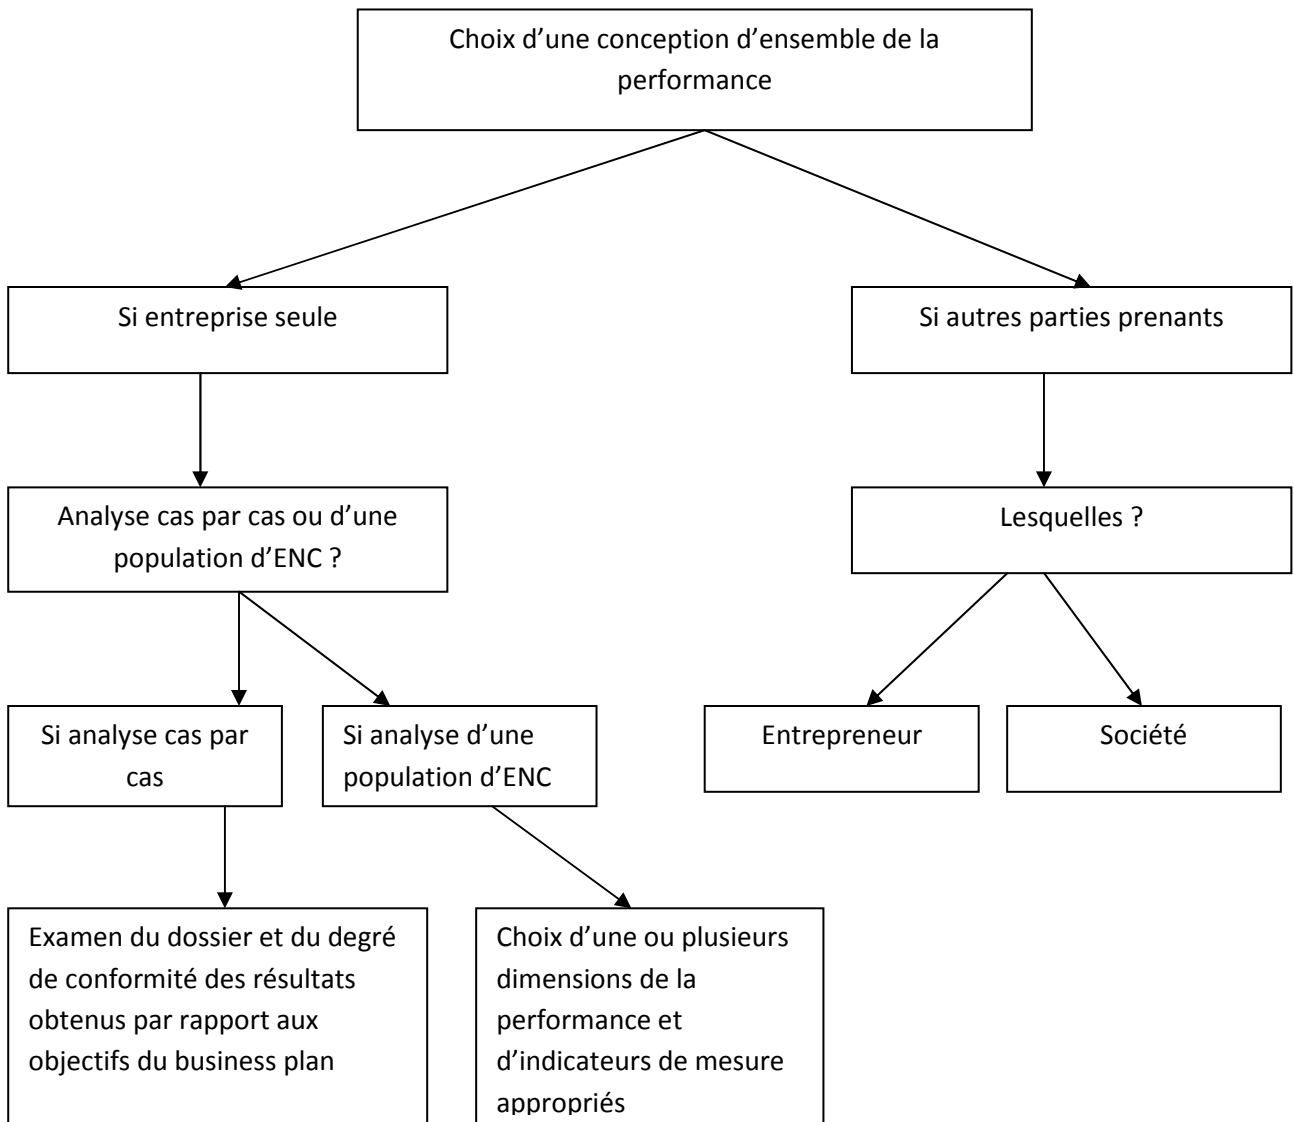 Choix d’une conception d’ensemble de la
performance
Si entreprise seule
Si autres parties prenants
Analyse cas par cas ou d’une
population d’ENC ?
Lesquelles ?
Si analyse cas par
cas
Si analyse d’une
population d’ENC
Entrepreneur
Société
Examen du dossier et du degré
de conformité des résultats
obtenus par rapport aux
objectifs du business plan
Choix d’une ou plusieurs
dimensions de la
performance et
d’indicateurs de mesure
appropriés